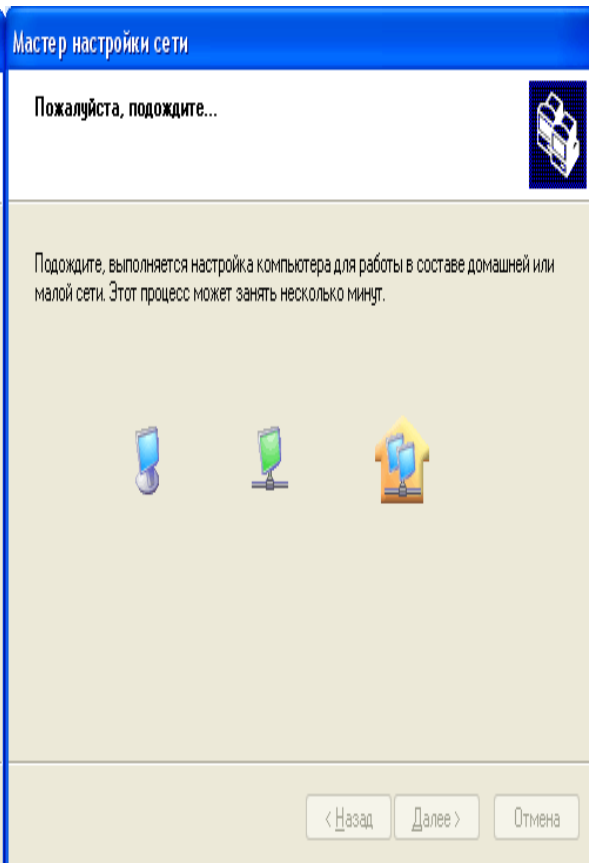 Мастер настройки сети
Пожалуйста, подождите...
Подождите, выполняется настройка компьютера для работы в составе домашней или
малой сети. Этот процесс может занять несколько минут.
< Назад
Далее >
Отмена